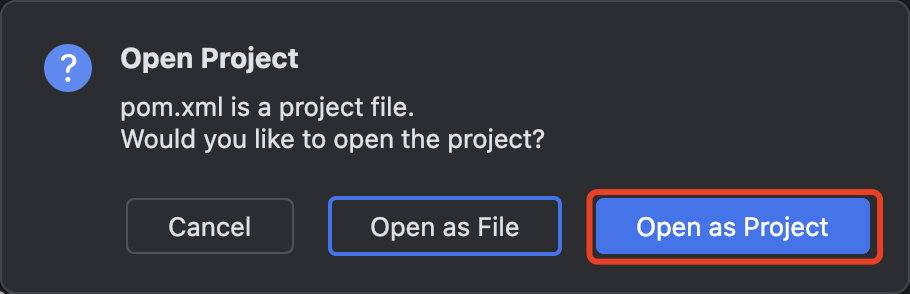 ?
Open Project
pom.xml is a project file.
Would you like to open the project?
Cancel
Open as File
Open as Project